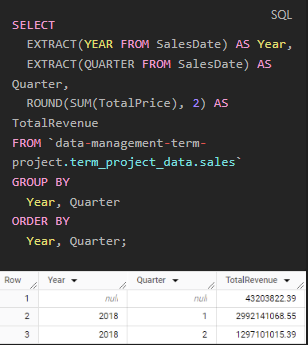 SQL
SELECT
EXTRACT(YEAR FROM SalesDate) AS Year,
EXTRACT(QUARTER FROM SalesDate) AS
Quarter,
ROUND(SUM(TotalPrice), 2) AS
TotalRevenue
FROM `data-management-term-
project.term_project_data.sales`
GROUP BY
Year, Quarter
ORDER BY
Year, Quarter;
Row Year Quarter TotalRevenue
1 null null 43203822.39
2 2018 1 2992141068.55
3 2018 2 1297101015.39